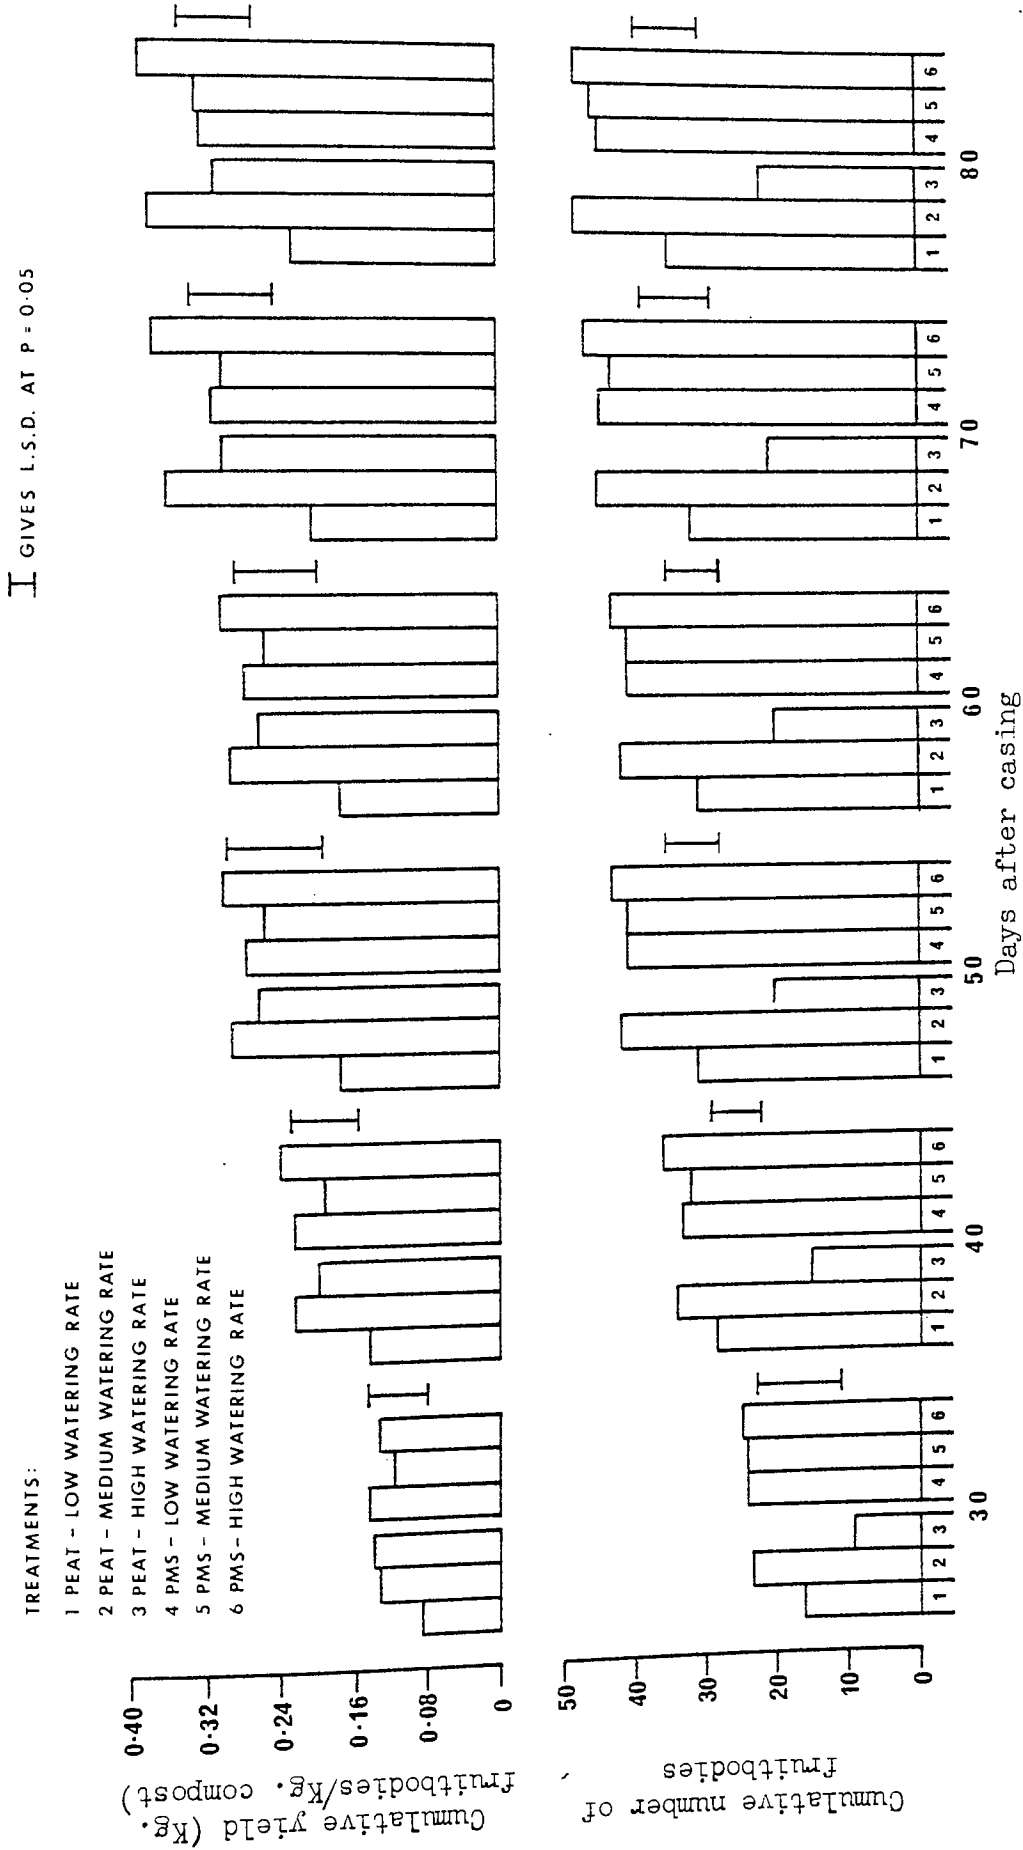 I GIVES L.S.D. AT P = 0·05
TREATMENTS:
1 PEAT - LOW WATERING RATE
2 PEAT - MEDIUM WATERING RATE
3 PEAT - HIGH WATERING RATE
4 PMS - LOW WATERING RATE
5 PMS - MEDIUM WATERING RATE
6 PMS - HIGH WATERING RATE
Cumulative yield (Kg.
fruitbodies/Kg. compost)
0·40
0·32
0·24
0·16
0·08
0
Cumulative number of
fruitbodies
50
40
30
20
10
0
1 2 3 4 5 6
1 2 3 4 5 6
1 2 3 4 5 6
1 2 3 4 5 6
1 2 3 4 5 6
1 2 3 4 5 6
30 40 50 60 70 80
Days after casing